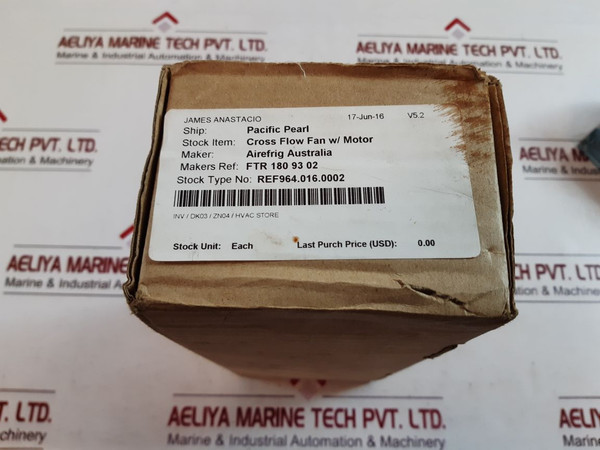 AELIYA MARINE TECH PVT. LTD.
Marine & Industrial Automation & Machinery
AELIYA MARINE TECH PVT. LTD.
Marine & Industrial Automation & Machinery
JAMES ANASTACIO 17-Jun-16 V5.2
Ship: Pacific Pearl
Stock Item: Cross Flow Fan w/ Motor
Maker: Airefrig Australia
Makers Ref: FTR 180 93 02
Stock Type No: REF964.016.0002
INV / DK03 / ZN04 / HVAC STORE
Stock Unit: Each Last Purch Price (USD): 0.00
AELIYA MARINE
Marine & Industrial Automation
TECH PVT. LTD.
Automation & Machinery
PVT. LTD.
Machinery
AELIYA MARINE TECH PVT. LTD.
Marine & Industrial Automation & Machinery
AELIYA
Marine &